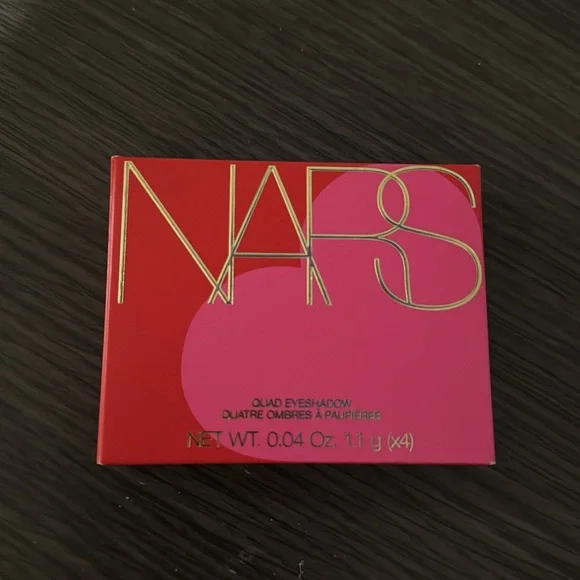 NARS
QUAD EYESHADOW
QUATRE OMBRES À PAUPIÈRES
NET WT. 0.04 Oz. 1.1 g (x4)